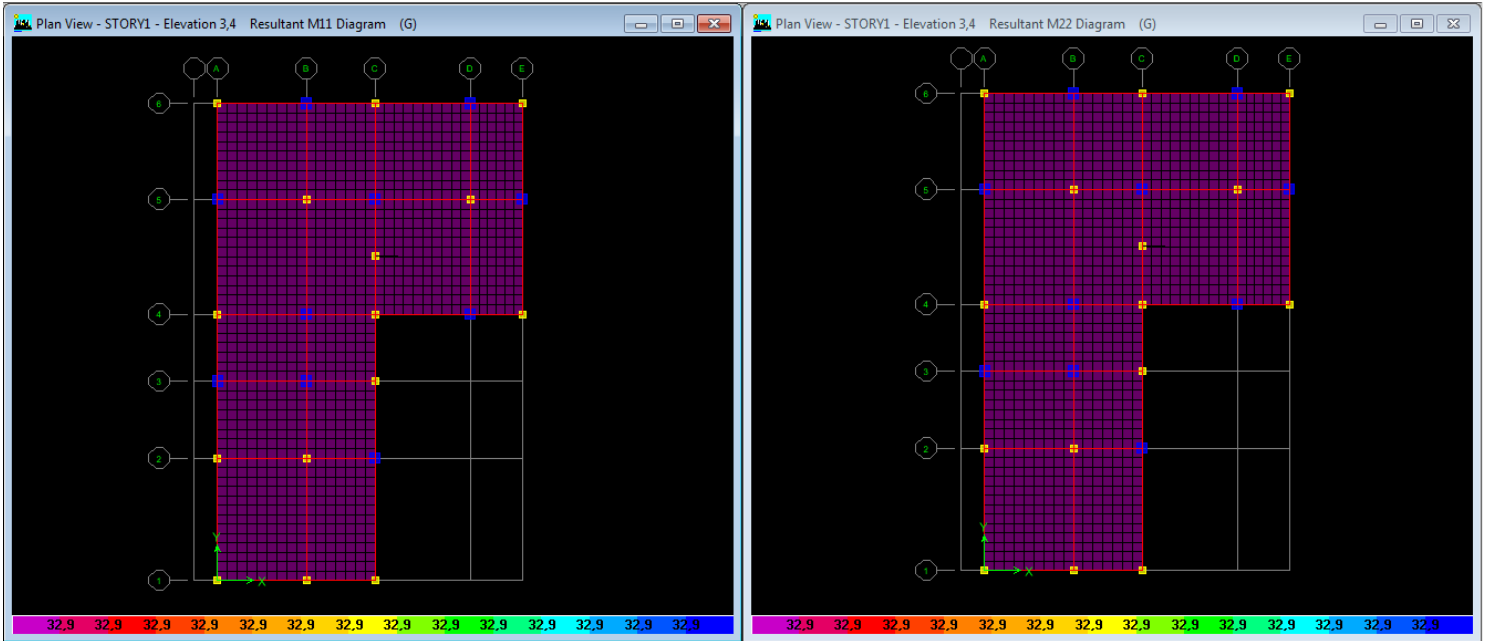 Plan View - STORY1 - Elevation 3,4 Resultant M11 Diagram (G)
A B C D E
6
5
4
3
2
1
Y
X
32,9 32,9 32,9 32,9 32,9 32,9 32,9 32,9 32,9 32,9 32,9 32,9 32,9 32,9
Plan View - STORY1 - Elevation 3,4 Resultant M22 Diagram (G)
A B C D E
6
5
4
3
2
1
Y
X
32,9 32,9 32,9 32,9 32,9 32,9 32,9 32,9 32,9 32,9 32,9 32,9 32,9 32,9